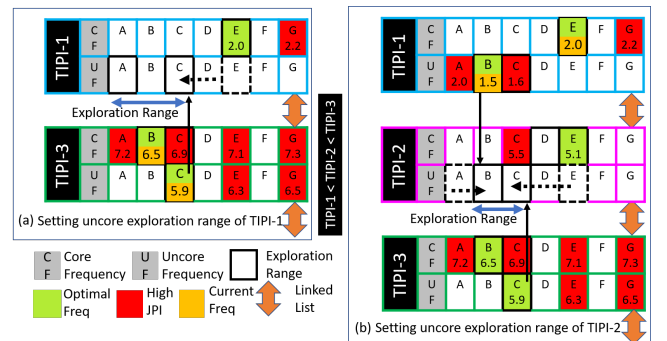 TIPI-1
C F A B C D E 2.0 F G 2.2
U F A B C D E F G
Exploration Range
TIPI-3
C F A 7.2 B 6.5 C 6.9 D E 7.1 F G 7.3
U F A B C 5.9 D E 6.3 F G 6.5
(a) Setting uncore exploration range of TIPI-1
TIPI-1 < TIPI-2 < TIPI-3
C F Core Frequency
U F Uncore Frequency
Exploration Range
Optimal Freq
High JPI
Current Freq
Linked List
TIPI-1
C F A B C D E 2.0 F G 2.2
U F A 2.0 B 1.5 C 1.6 D E F G
TIPI-2
C F A B C 5.5 D E 5.1 F G
U F A B C D E F G
Exploration Range
TIPI-3
C F A 7.2 B 6.5 C 6.9 D E 7.1 F G 7.3
U F A B C 5.9 D E 6.3 F G 6.5
(b) Setting uncore exploration range of TIPI-2